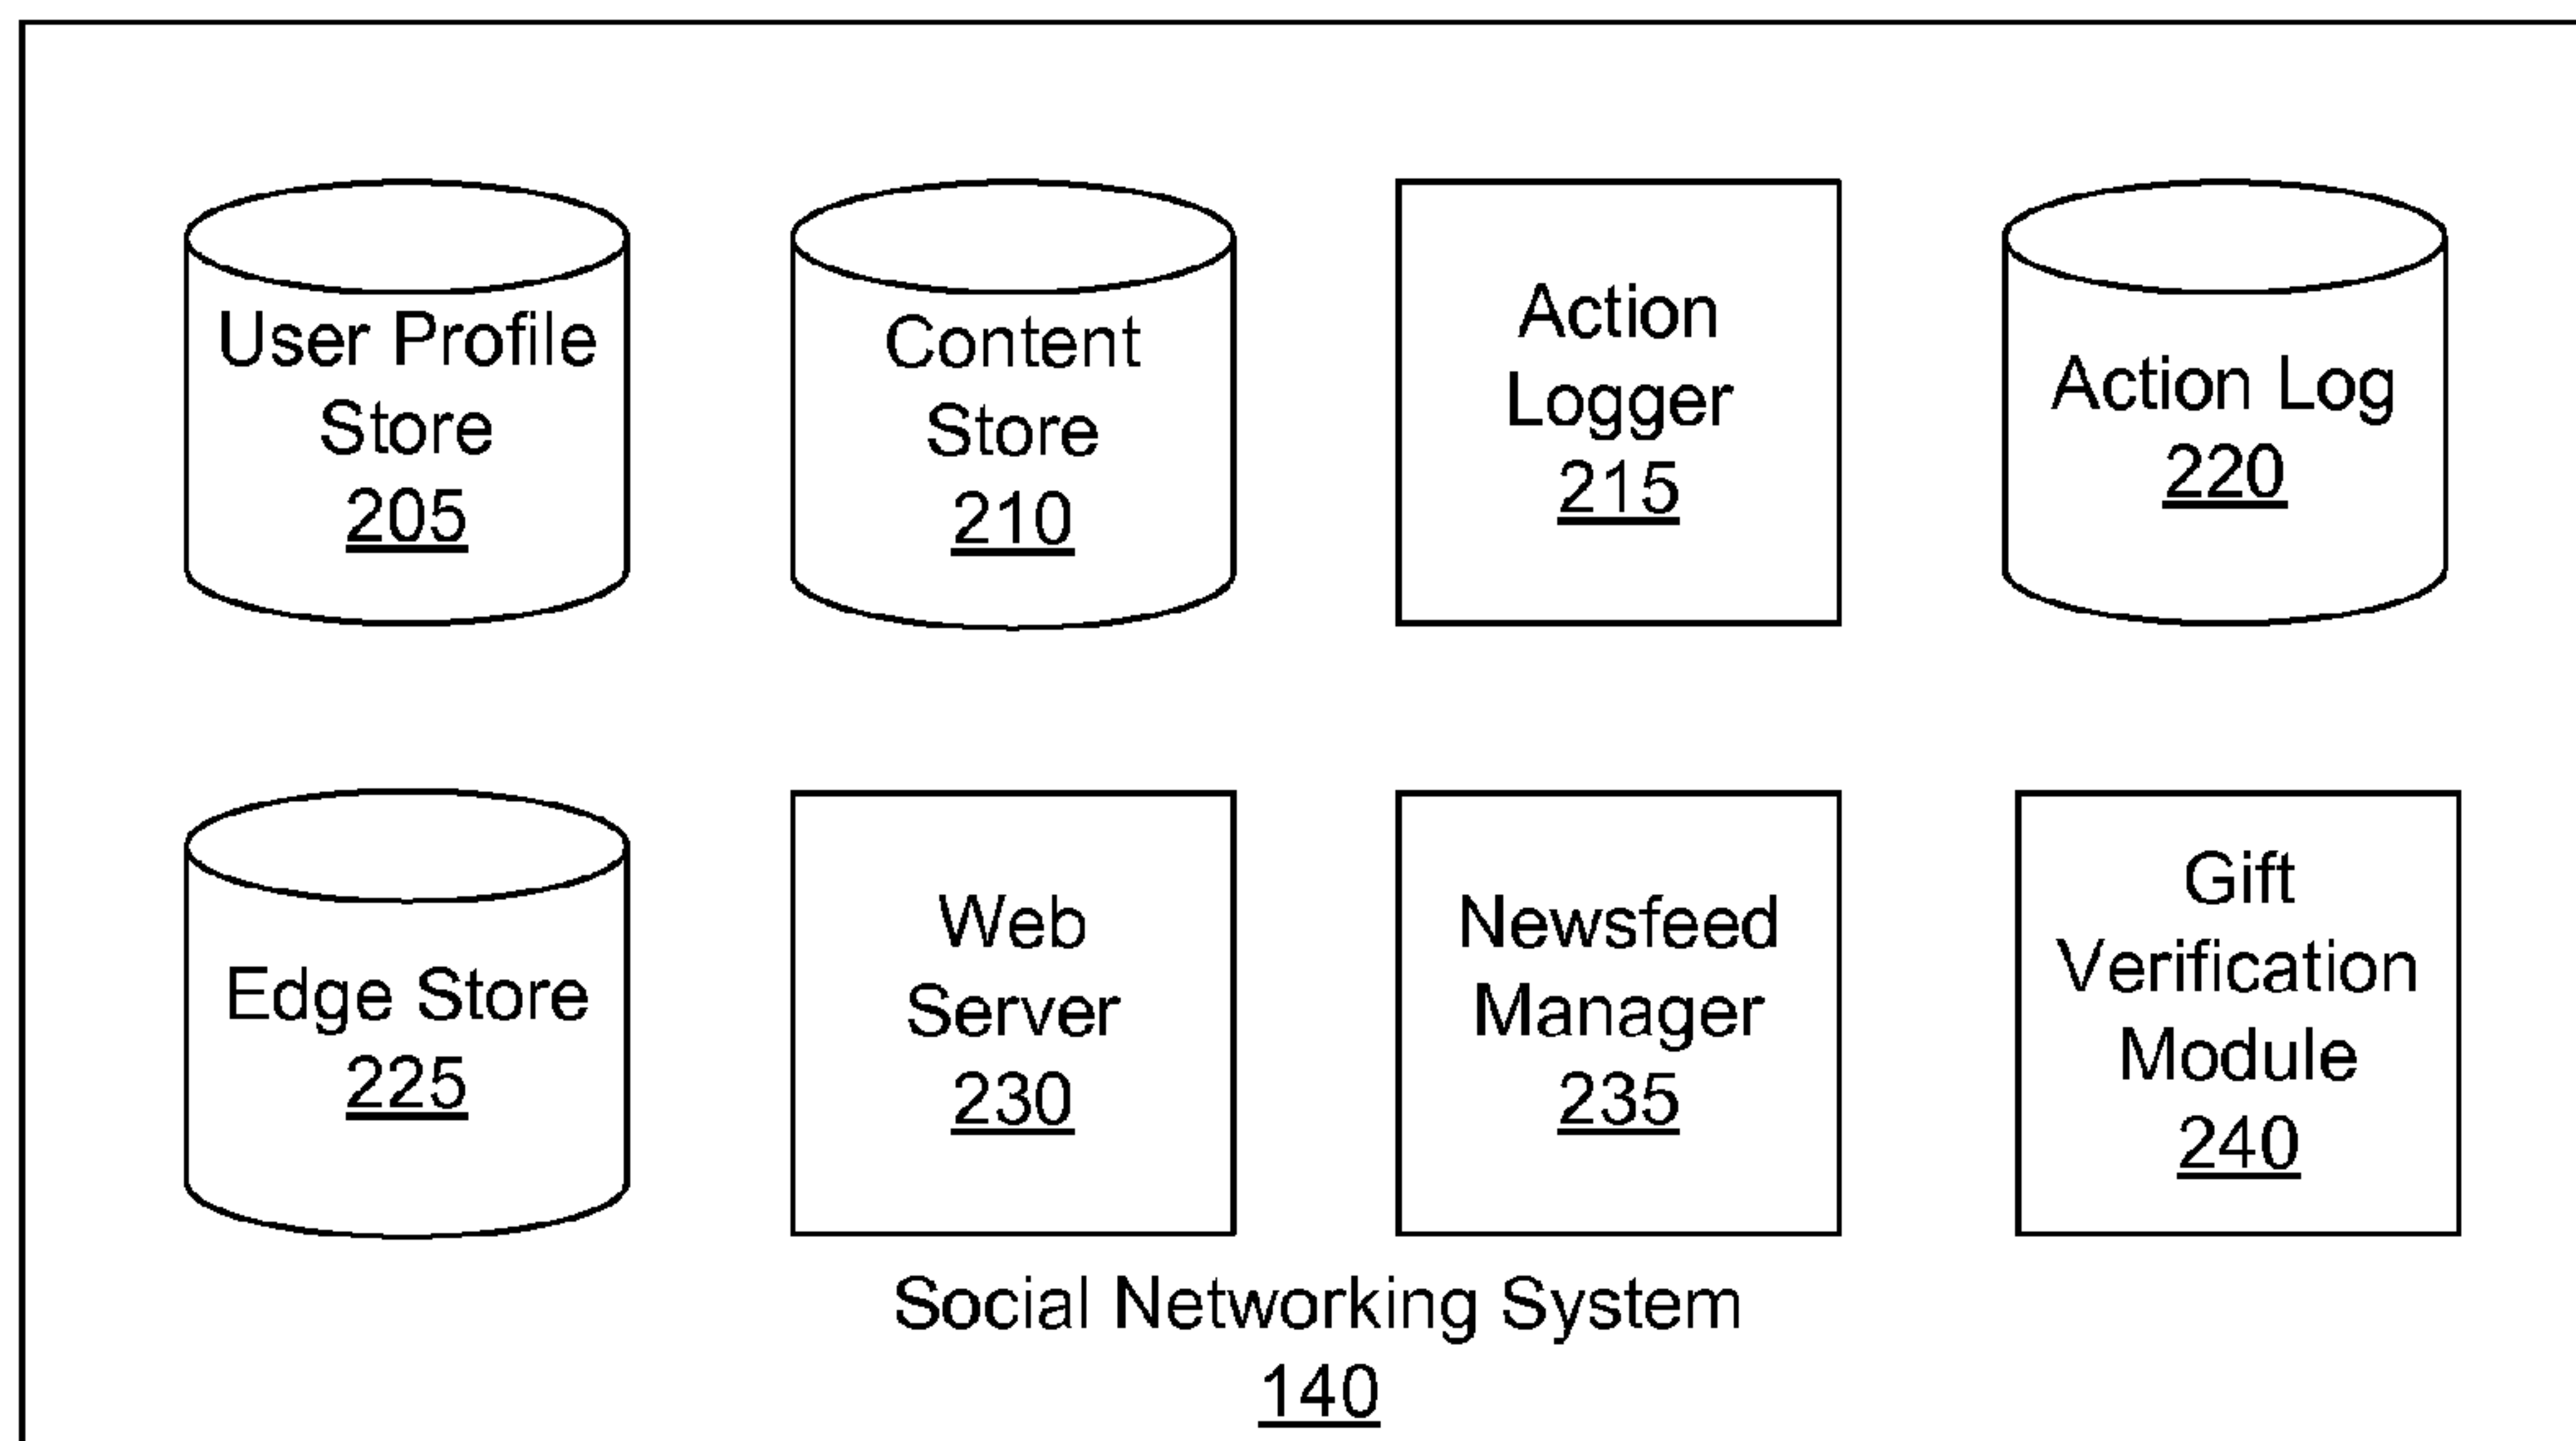 User Profile
Store
205
Content
Store
210
Action
Logger
215
Action Log
220
Edge Store
225
Web
Server
230
Newsfeed
Manager
235
Gift
Verification
Module
240
Social Networking System
140